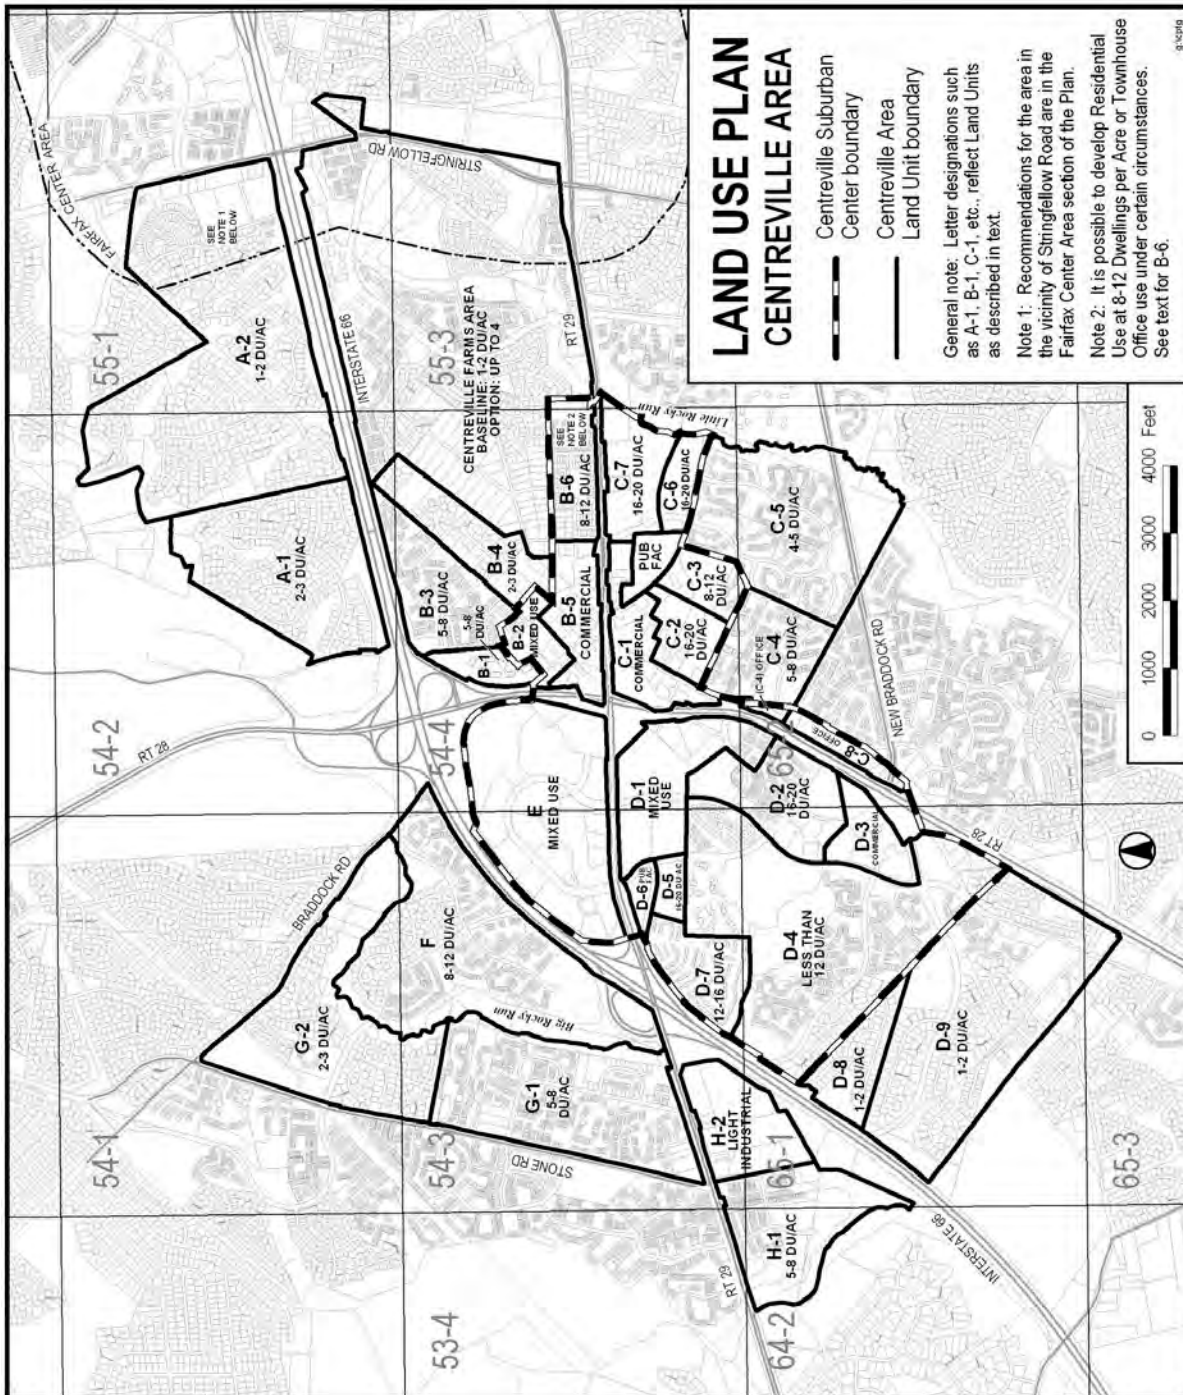 LAND USE PLAN
CENTREVILLE AREA
Centreville Suburban
Center boundary
Centreville Area
Land Unit boundary
General note: Letter designations such
as A-1, B-1, C-1, etc., reflect Land Units
as described in text.
Note 1: Recommendations for the area in
the vicinity of Stringfellow Road are in the
Fairfax Center Area section of the Plan.
Note 2: It is possible to develop Residential
Use at 8-12 Dwellings per Acre or Townhouse
Office use under certain circumstances.
See text for B-6.
0 1000 2000 3000 4000 Feet
54-1
54-2
55-1
53-4
54-3
54-4
55-3
64-2
65-1
65-3
FAIRFAX CENTER AREA
STRINGFELLOW RD
INTERSTATE 66
RT 28
BRADDOCK RD
STONE RD
RT 29
RT 29
Big Rocky Run
Little Rocky Run
NEW BRADDOCK RD
RT 28
INTERSTATE 66
SEE
NOTE 1
BELOW
A-2
1-2 DU/AC
A-1
2-3 DU/AC
CENTREVILLE FARMS AREA
BASELINE: 1-2 DU/AC
OPTION: UP TO 4
B-3
5-8 DU/AC
B-4
2-3 DU/AC
5-8
DU/AC
B-1
B-2
MIXED USE
B-5
COMMERCIAL
B-6
8-12 DU/AC
SEE
NOTE 2
BELOW
C-7
16-20 DU/AC
C-6
16-20 DU/AC
PUB
FAC
C-1
COMMERCIAL
C-2
16-20
DU/AC
C-3
8-12
DU/AC
C-5
4-5 DU/AC
C-4
5-8 DU/AC
(C-4) OFFICE
C-8
OFFICE
65
E
MIXED USE
D-1
MIXED
USE
D-2
16-20
DU/AC
D-3
COMMERCIAL
D-6
PUB
FAC
D-5
16-20 DU/AC
D-4
LESS THAN
12 DU/AC
D-7
12-16 DU/AC
D-8
1-2 DU/AC
D-9
1-2 DU/AC
F
8-12 DU/AC
G-2
2-3 DU/AC
G-1
5-8
DU/AC
H-2
LIGHT
INDUSTRIAL
H-1
5-8 DU/AC